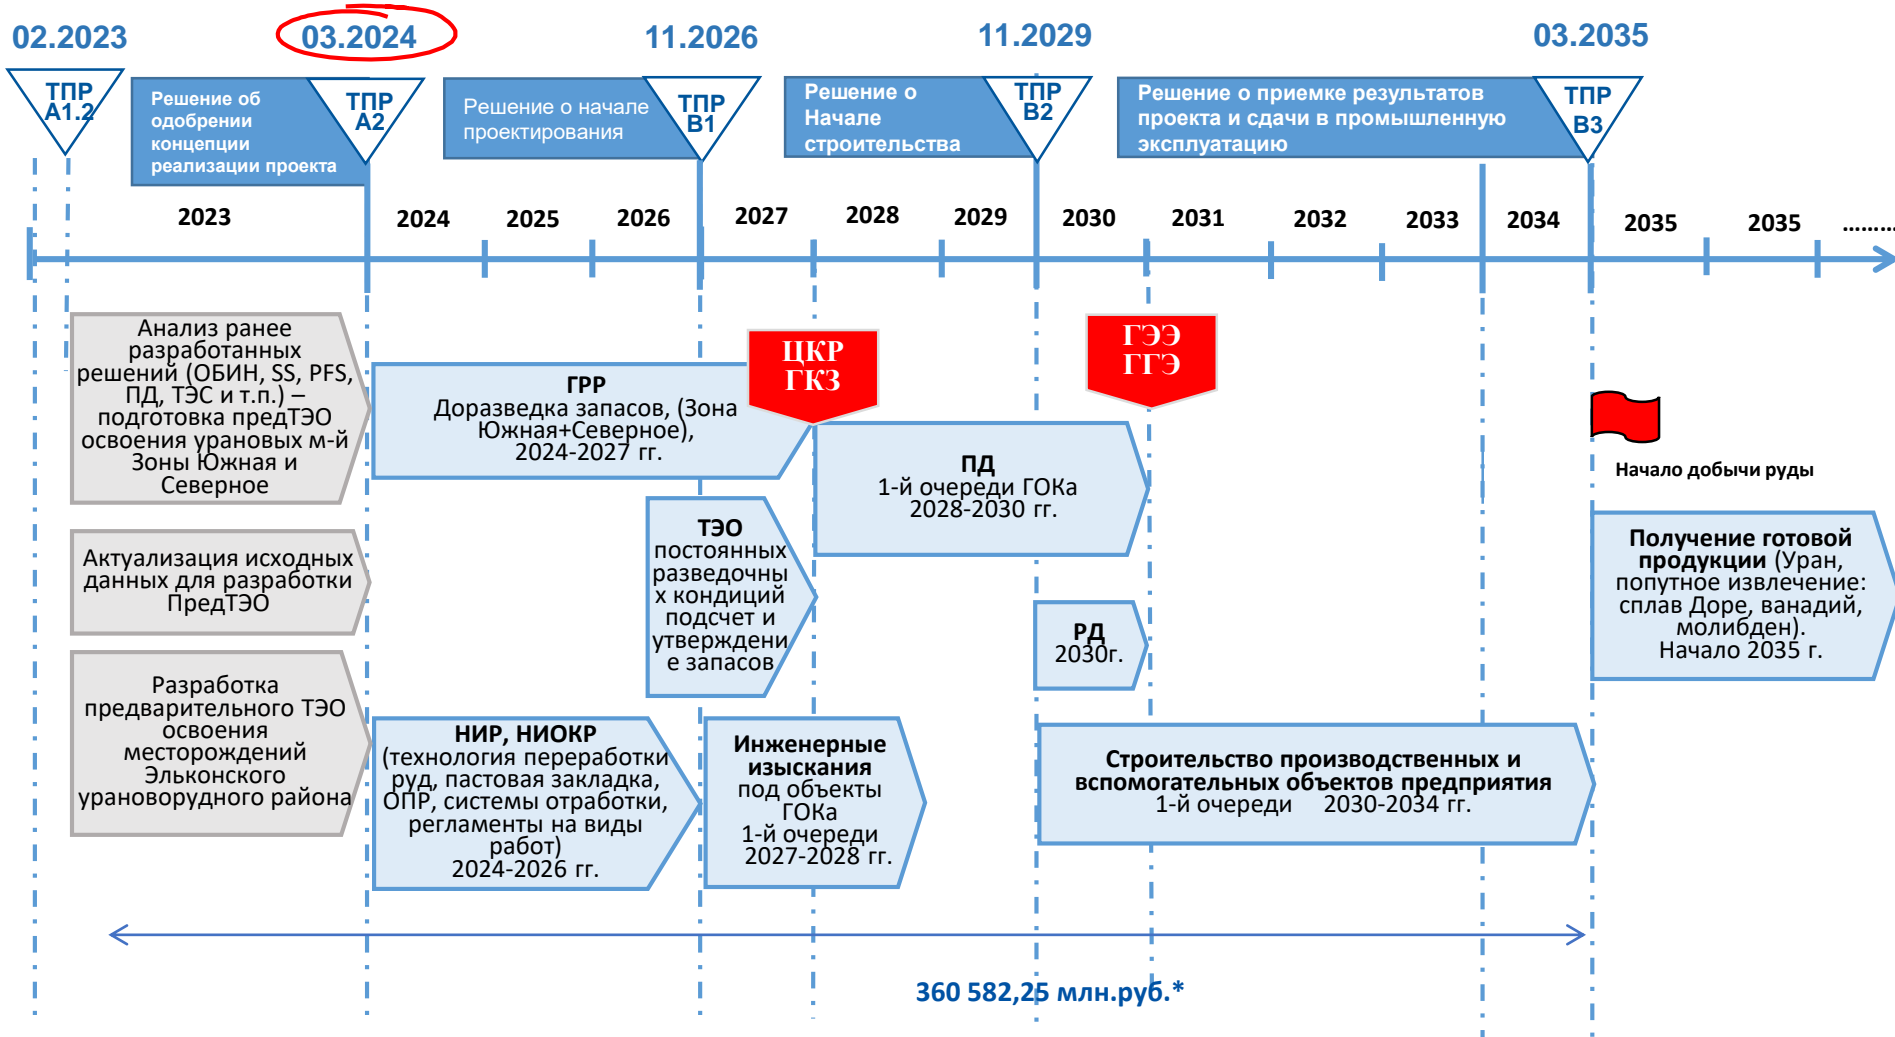 02.2023
03.2024
11.2026
11.2029
03.2035
ТПР
А1.2
Решение об
одобрении
концепции
реализации проекта
ТПР
А2
Решение о начале
проектирования
ТПР
В1
Решение о
Начале
строительства
ТПР
В2
Решение о приемке результатов
проекта и сдачи в промышленную
эксплуатацию
ТПР
В3
2023
2024
2025
2026
2027
2028
2029
2030
2031
2032
2033
2034
2035
2035
.........
Анализ ранее
разработанных
решений (ОБИН, SS, PFS,
ПД, ТЭС и т.п.) –
подготовка предТЭО
освоения урановых м-й
Зоны Южная и
Северное
Актуализация исходных
данных для разработки
ПредТЭО
Разработка
предварительного ТЭО
освоения
месторождений
Эльконского
урановорудного района
ГРР
Доразведка запасов, (Зона
Южная+Северное),
2024-2027 гг.
ЦКР
ГКЗ
ТЭО
постоянных
разведочны
х кондиций
подсчет и
утверждени
е запасов
НИР, НИОКР
(технология переработки
руд, пастовая закладка,
ОПР, системы отработки,
регламенты на виды
работ)
2024-2026 гг.
Инженерные
изыскания
под объекты
ГОКа
1-й очереди
2027-2028 гг.
ПД
1-й очереди ГОКа
2028-2030 гг.
ГЭЭ
ГГЭ
РД
2030г.
Строительство производственных и
вспомогательных объектов предприятия
1-й очереди 2030-2034 гг.
Начало добычи руды
Получение готовой
продукции (Уран,
попутное извлечение:
сплав Доре, ванадий,
молибден).
Начало 2035 г.
360 582,25 млн.руб.*